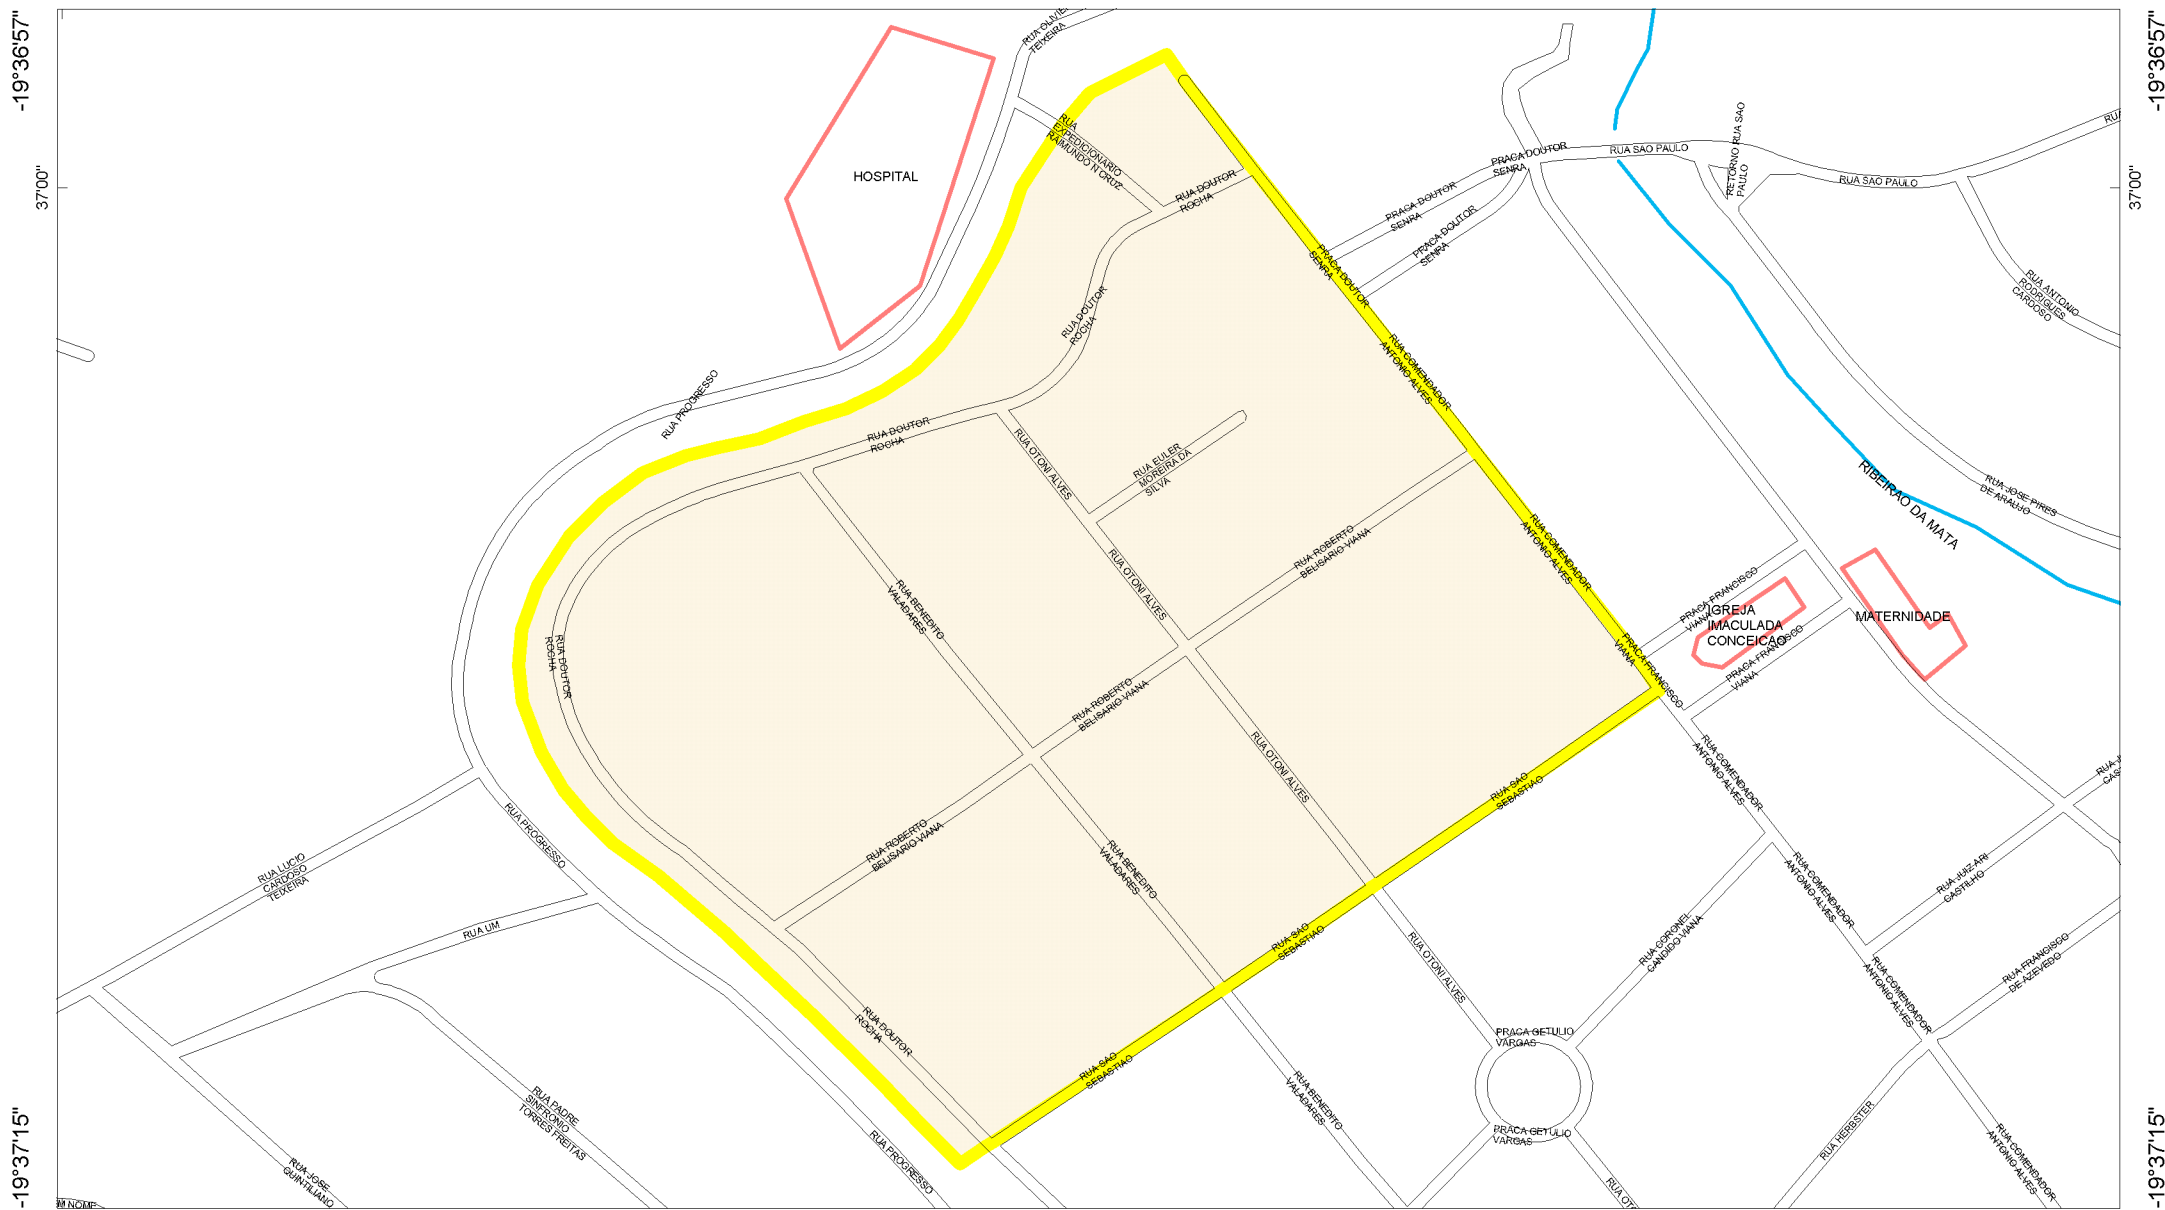 -19°36'57"
-19°36'57"
37'00"
37'00"
-19°37'15"
-19°37'15"
TEIXEIRA
HOSPITAL
RUA
EXPEDICIONARIO
RAIMUNDO N CRUZ
RUA DOUTOR
ROCHA
PRACA DOUTOR
SENRA
RUA SAO PAULO
RETORNO RUA SAO
PAULO
RUA SAO PAULO
RUA
PRACA DOUTOR
SENRA
PRACA DOUTOR
SENRA
PRACA DOUTOR
SENRA
RUA ANTONIO
RODRIGUES
CARDOSO
RUA DOUTOR
ROCHA
RUA PROGRESSO
RUA COMENDADOR
ANTONIO ALVES
RUA DOUTOR
ROCHA
RUA OTONI ALVES
RUA EULER
MOREIRA DA
SILVA
RIBEIRAO DA MATA
RUA JOSE PIRES
DE ARAUJO
RUA COMENDADOR
ANTONIO ALVES
RUA ROBERTO
BELISARIO VIANA
RUA OTONI ALVES
RUA BENEDITO
VALADARES
PRACA FRANCISCO
VIANA
IGREJA
IMACULADA
CONCEICAO
MATERNIDADE
PRACA FRANCISCO
VIANA
PRACA FRANCISCO
VIANA
RUA DOUTOR
ROCHA
RUA ROBERTO
BELISARIO VIANA
RUA OTONI ALVES
RUA COMENDADOR
ANTONIO ALVES
RUA SAO
SEBASTIAO
RUA PROGRESSO
RUA ROBERTO
BELISARIO VIANA
RUA BENEDITO
VALADARES
RUA LUCIO
CARDOSO
TEIXEIRA
RUA COMENDADOR
ANTONIO ALVES
RUA JUIZ ARI
CASTILHO
RUA UM
RUA SAO
SEBASTIAO
RUA OTONI ALVES
RUA CORONEL
CANDIDO VIANA
RUA COMENDADOR
ANTONIO ALVES
RUA FRANCISCO
DE AZEVEDO
RUA DOUTOR
ROCHA
PRACA GETULIO
VARGAS
RUA SAO
SEBASTIAO
RUA BENEDITO
VALADARES
RUA PADRE
SINFRONIO
TORRES FREITAS
PRACA GETULIO
VARGAS
RUA HERBSTER
RUA COMENDADOR
ANTONIO ALVES
RUA PROGRESSO
RUA JOSE
QUINTILIANO